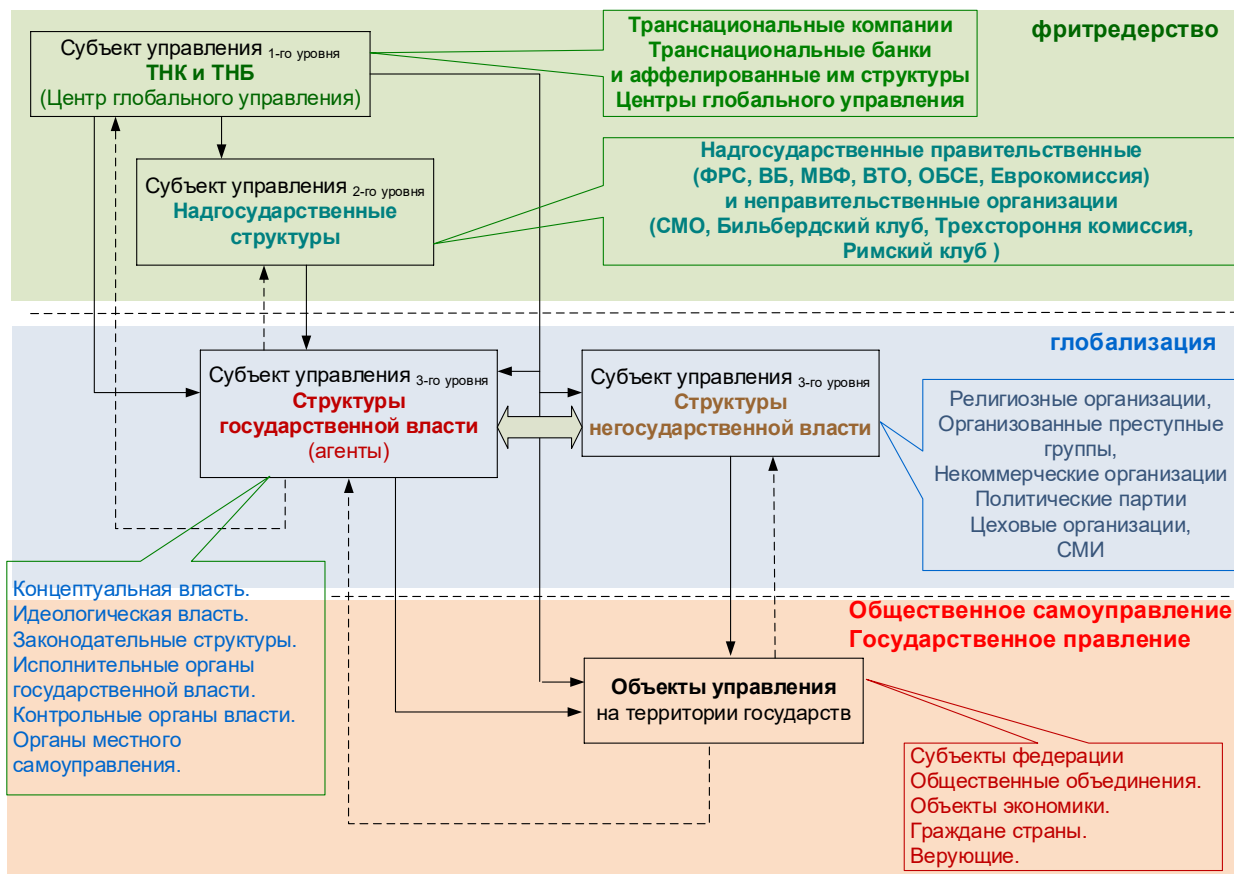 фритредерство
Субъект управления 1-го уровня
ТНК и ТНБ
(Центр глобального управления)
Транснациональные компании
Транснациональные банки
и аффелированные им структуры
Центры глобального управления
Субъект управления 2-го уровня
Надгосударственные
структуры
Надгосударственные правительственные
(ФРС, ВБ, МВФ, ВТО, ОБСЕ, Еврокомиссия)
и неправительственные организации
(СМО, Бильбердский клуб, Трехстороння комиссия,
Римский клуб )
глобализация
Субъект управления 3-го уровня
Структуры
государственной власти
(агенты)
Субъект управления 3-го уровня
Структуры
негосударственной власти
Религиозные организации,
Организованные преступные
группы,
Некоммерческие организации
Политические партии
Цеховые организации,
СМИ
Концептуальная власть.
Идеологическая власть.
Законодательные структуры.
Исполнительные органы
государственной власти.
Контрольные органы власти.
Органы местного
самоуправления.
Общественное самоуправление
Государственное правление
Объекты управления
на территории государств
Субъекты федерации
Общественные объединения.
Объекты экономики.
Граждане страны.
Верующие.